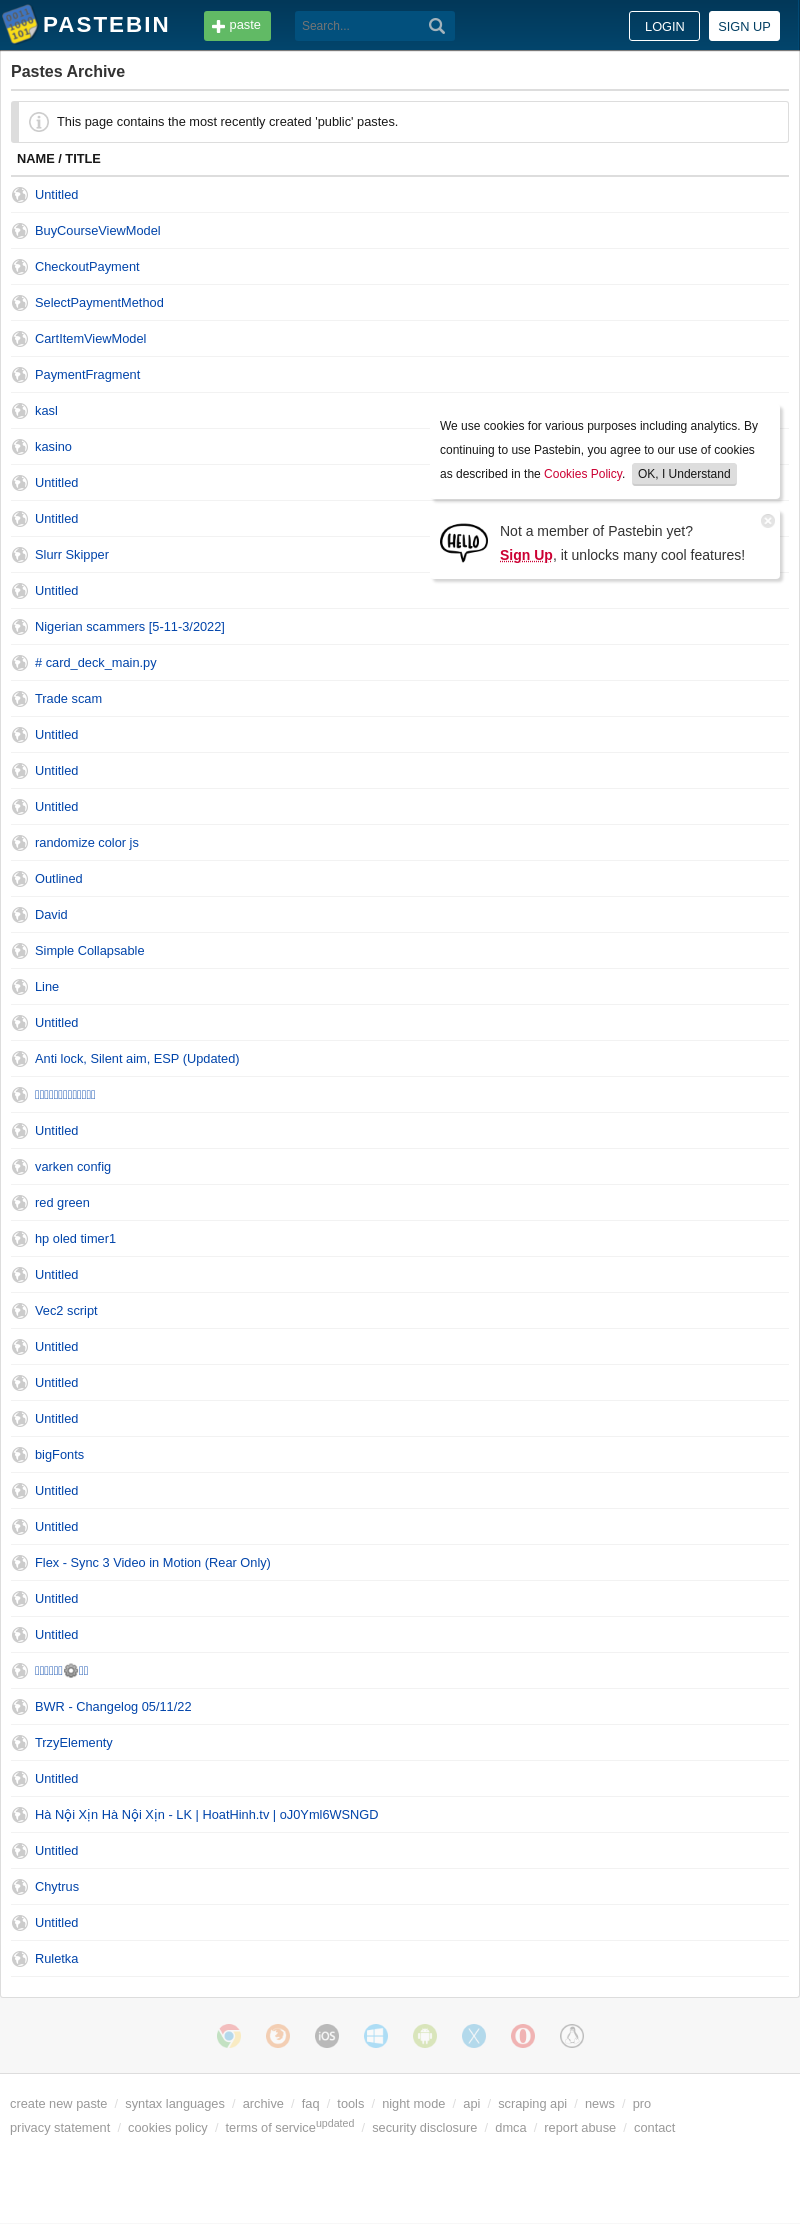 PASTEBIN paste Search... LOGIN SIGN UP
Pastes Archive
This page contains the most recently created 'public' pastes.
NAME / TITLE
Untitled
BuyCourseViewModel
CheckoutPayment
SelectPaymentMethod
CartItemViewModel
PaymentFragment
kasl
kasino
Untitled
Untitled
Slurr Skipper
Untitled
Nigerian scammers [5-11-3/2022]
# card_deck_main.py
Trade scam
Untitled
Untitled
Untitled
randomize color js
Outlined
David
Simple Collapsable
Line
Untitled
Anti lock, Silent aim, ESP (Updated)
Untitled
varken config
red green
hp oled timer1
Untitled
Vec2 script
Untitled
Untitled
Untitled
bigFonts
Untitled
Untitled
Flex - Sync 3 Video in Motion (Rear Only)
Untitled
Untitled
BWR - Changelog 05/11/22
TrzyElementy
Untitled
Hà Nội Xịn Hà Nội Xịn - LK | HoatHinh.tv | oJ0Yml6WSNGD
Untitled
Chytrus
Untitled
Ruletka
We use cookies for various purposes including analytics. By
continuing to use Pastebin, you agree to our use of cookies
as described in the Cookies Policy. OK, I Understand
HELLO
Not a member of Pastebin yet?
Sign Up, it unlocks many cool features!
iOS
create new paste / syntax languages / archive / faq / tools / night mode / api / scraping api / news / pro
privacy statement / cookies policy / terms of service updated / security disclosure / dmca / report abuse / contact